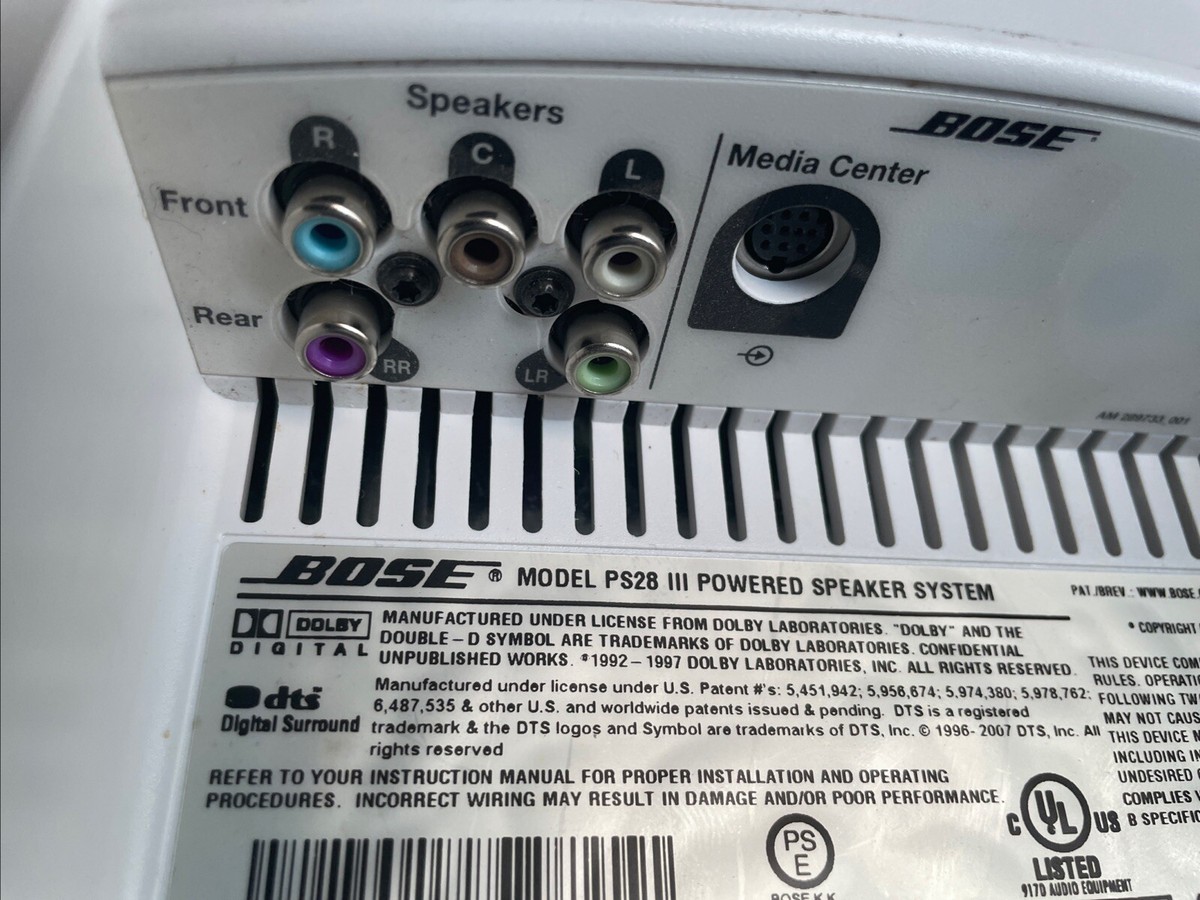 Speakers
R
C
L
BOSE
Media Center
Front
Rear
RR
LR
BOSE® MODEL PS28 III POWERED SPEAKER SYSTEM
PAT./BREV.: WWW.BOSE.
DOLBY
DIGITAL
MANUFACTURED UNDER LICENSE FROM DOLBY LABORATORIES. "DOLBY" AND THE
DOUBLE-D SYMBOL ARE TRADEMARKS OF DOLBY LABORATORIES. CONFIDENTIAL
UNPUBLISHED WORKS. ©1992-1997 DOLBY LABORATORIES, INC. ALL RIGHTS RESERVED.
dts
Digital Surround
Manufactured under license under U.S. Patent #'s: 5,451,942; 5,956,674; 5,974,380; 5,978,762;
6,487,535 & other U.S. and worldwide patents issued & pending. DTS is a registered
trademark & the DTS logos and Symbol are trademarks of DTS, Inc. © 1996-2007 DTS, Inc. All
rights reserved
REFER TO YOUR INSTRUCTION MANUAL FOR PROPER INSTALLATION AND OPERATING
PROCEDURES. INCORRECT WIRING MAY RESULT IN DAMAGE AND/OR POOR PERFORMANCE.
COPYRIGHT
THIS DEVICE COM
RULES. OPERATI
FOLLOWING TW
MAY NOT CAUS
THIS DEVICE
INCLUDING
UNDESIRED
COMPLIES
B SPECIFIC
PS
E
BOSE K.K.
C UL US
LISTED
917D AUDIO EQUIPMENT